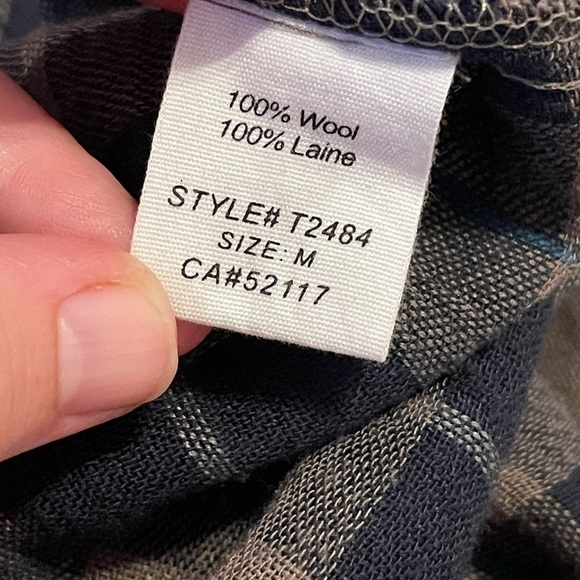 100% Wool
100% Laine
STYLE# T2484
SIZE: M
CA#52117